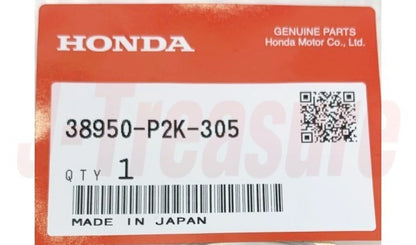 HONDA
GENUINE PARTS
Honda Motor Co., Ltd.
38950-P2K-305
QTY 1
MADE IN JAPAN
J-Treasure